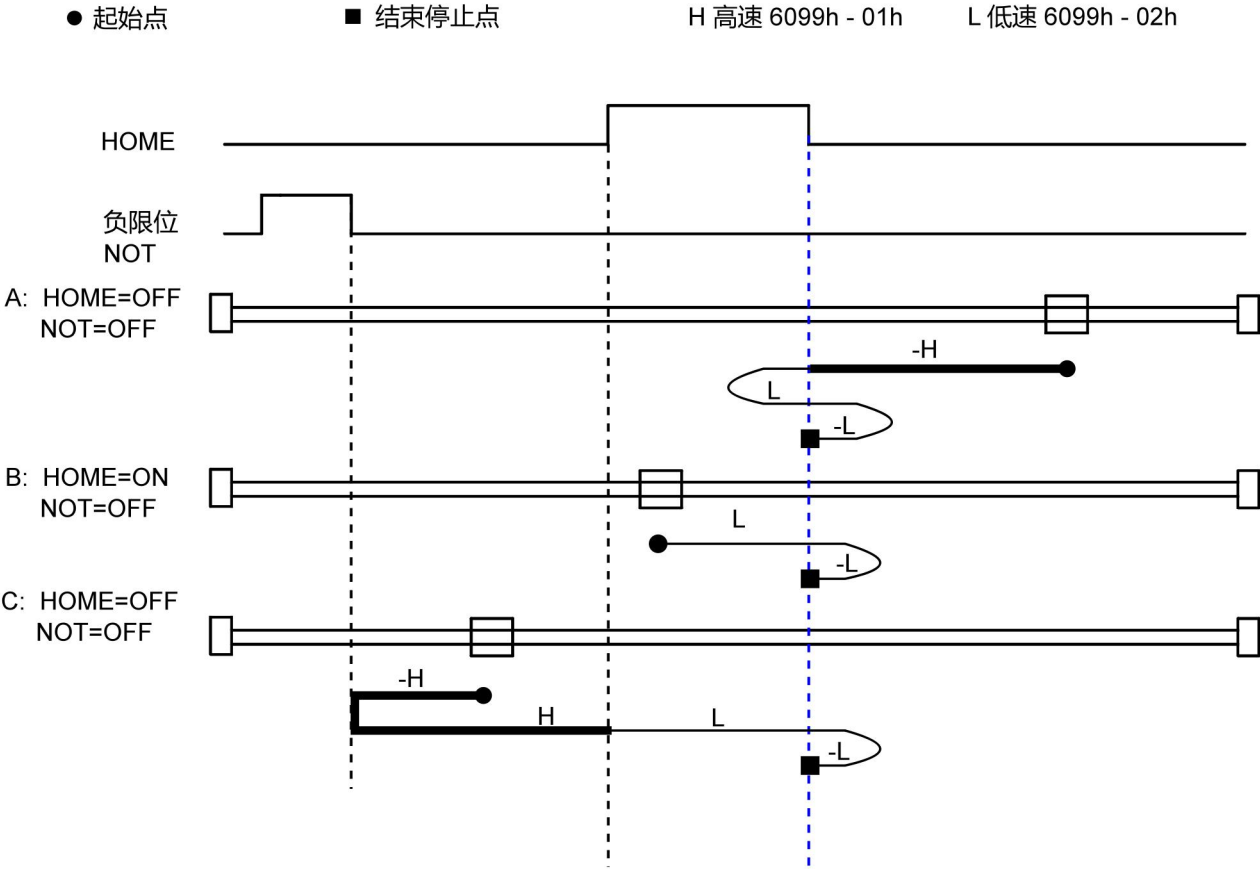 ● 起始点 ■ 结束停止点 H 高速 6099h - 01h L 低速 6099h - 02h
HOME
负限位
NOT
A: HOME=OFF
NOT=OFF
-H
L
-L
B: HOME=ON
NOT=OFF
L
-L
C: HOME=OFF
NOT=OFF
-H
H L
-L